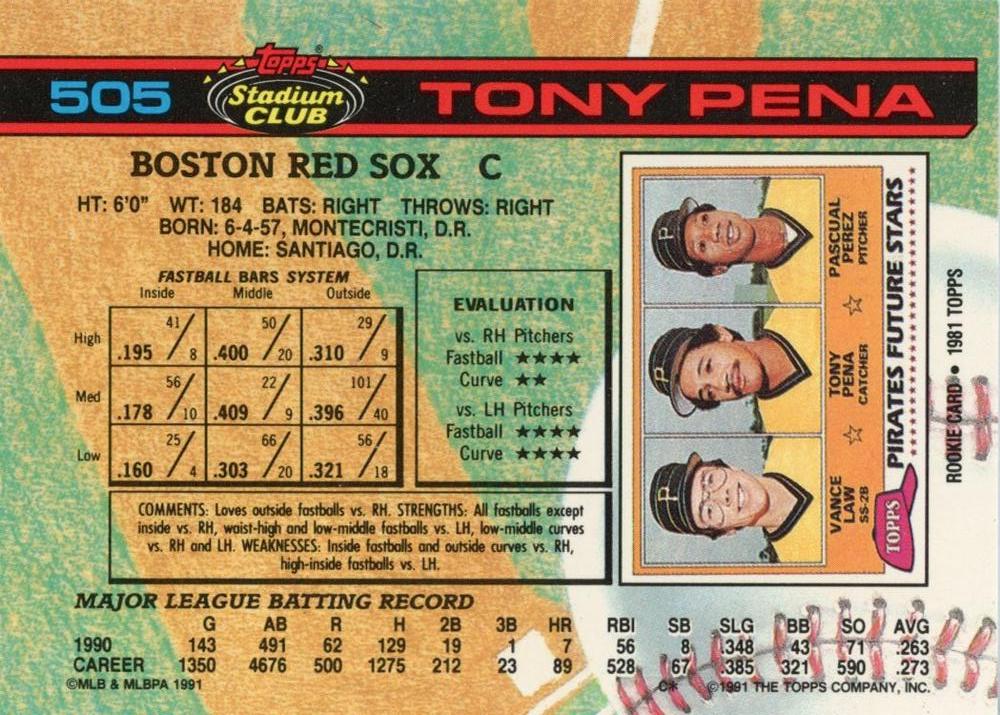 505
Topps®
Stadium
CLUB
TONY PENA
BOSTON RED SOX C
HT: 6'0" WT: 184 BATS: RIGHT THROWS: RIGHT
BORN: 6-4-57, MONTECRISTI, D.R.
HOME: SANTIAGO, D.R.
FASTBALL BARS SYSTEM
Inside Middle Outside
High .195 41/8 .400 50/20 .310 29/9
Med .178 56/10 .409 22/9 .396 101/40
Low .160 25/4 .303 66/20 .321 56/18
EVALUATION
vs. RH Pitchers
Fastball ★★★★
Curve ★★
vs. LH Pitchers
Fastball ★★★★
Curve ★★★★
COMMENTS: Loves outside fastballs vs. RH. STRENGTHS: All fastballs except
inside vs. RH, waist-high and low-middle fastballs vs. LH, low-middle curves
vs. RH and LH. WEAKNESSES: Inside fastballs and outside curves vs. RH,
high-inside fastballs vs. LH.
P
P
P
VANCE
LAW
SS-2B
☆
TONY
PENA
CATCHER
☆
PASCUAL
PEREZ
PITCHER
TOPPS
PIRATES FUTURE STARS
ROOKIE CARD • 1981 TOPPS
MAJOR LEAGUE BATTING RECORD
G AB R H 2B 3B HR RBI SB SLG BB SO AVG
1990 143 491 62 129 19 1 7 56 8 .348 43 71 .263
CAREER 1350 4676 500 1275 212 23 89 528 67 .385 321 590 .273
©MLB & MLBPA 1991
C* ©1991 THE TOPPS COMPANY, INC.